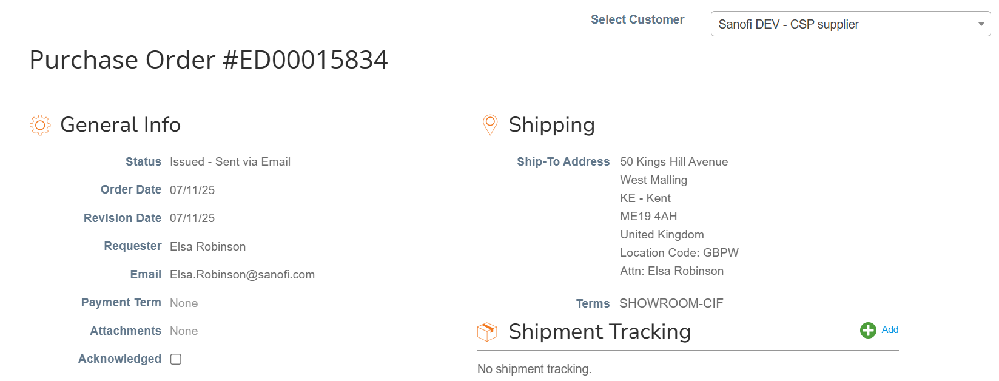 Select Customer
Sanofi DEV - CSP supplier
Purchase Order #ED00015834
General Info
Status Issued - Sent via Email
Order Date 07/11/25
Revision Date 07/11/25
Requester Elsa Robinson
Email Elsa.Robinson@sanofi.com
Payment Term None
Attachments None
Acknowledged
Shipping
Ship-To Address 50 Kings Hill Avenue
West Malling
KE - Kent
ME19 4AH
United Kingdom
Location Code: GBPW
Attn: Elsa Robinson
Terms SHOWROOM-CIF
Shipment Tracking
Add
No shipment tracking.